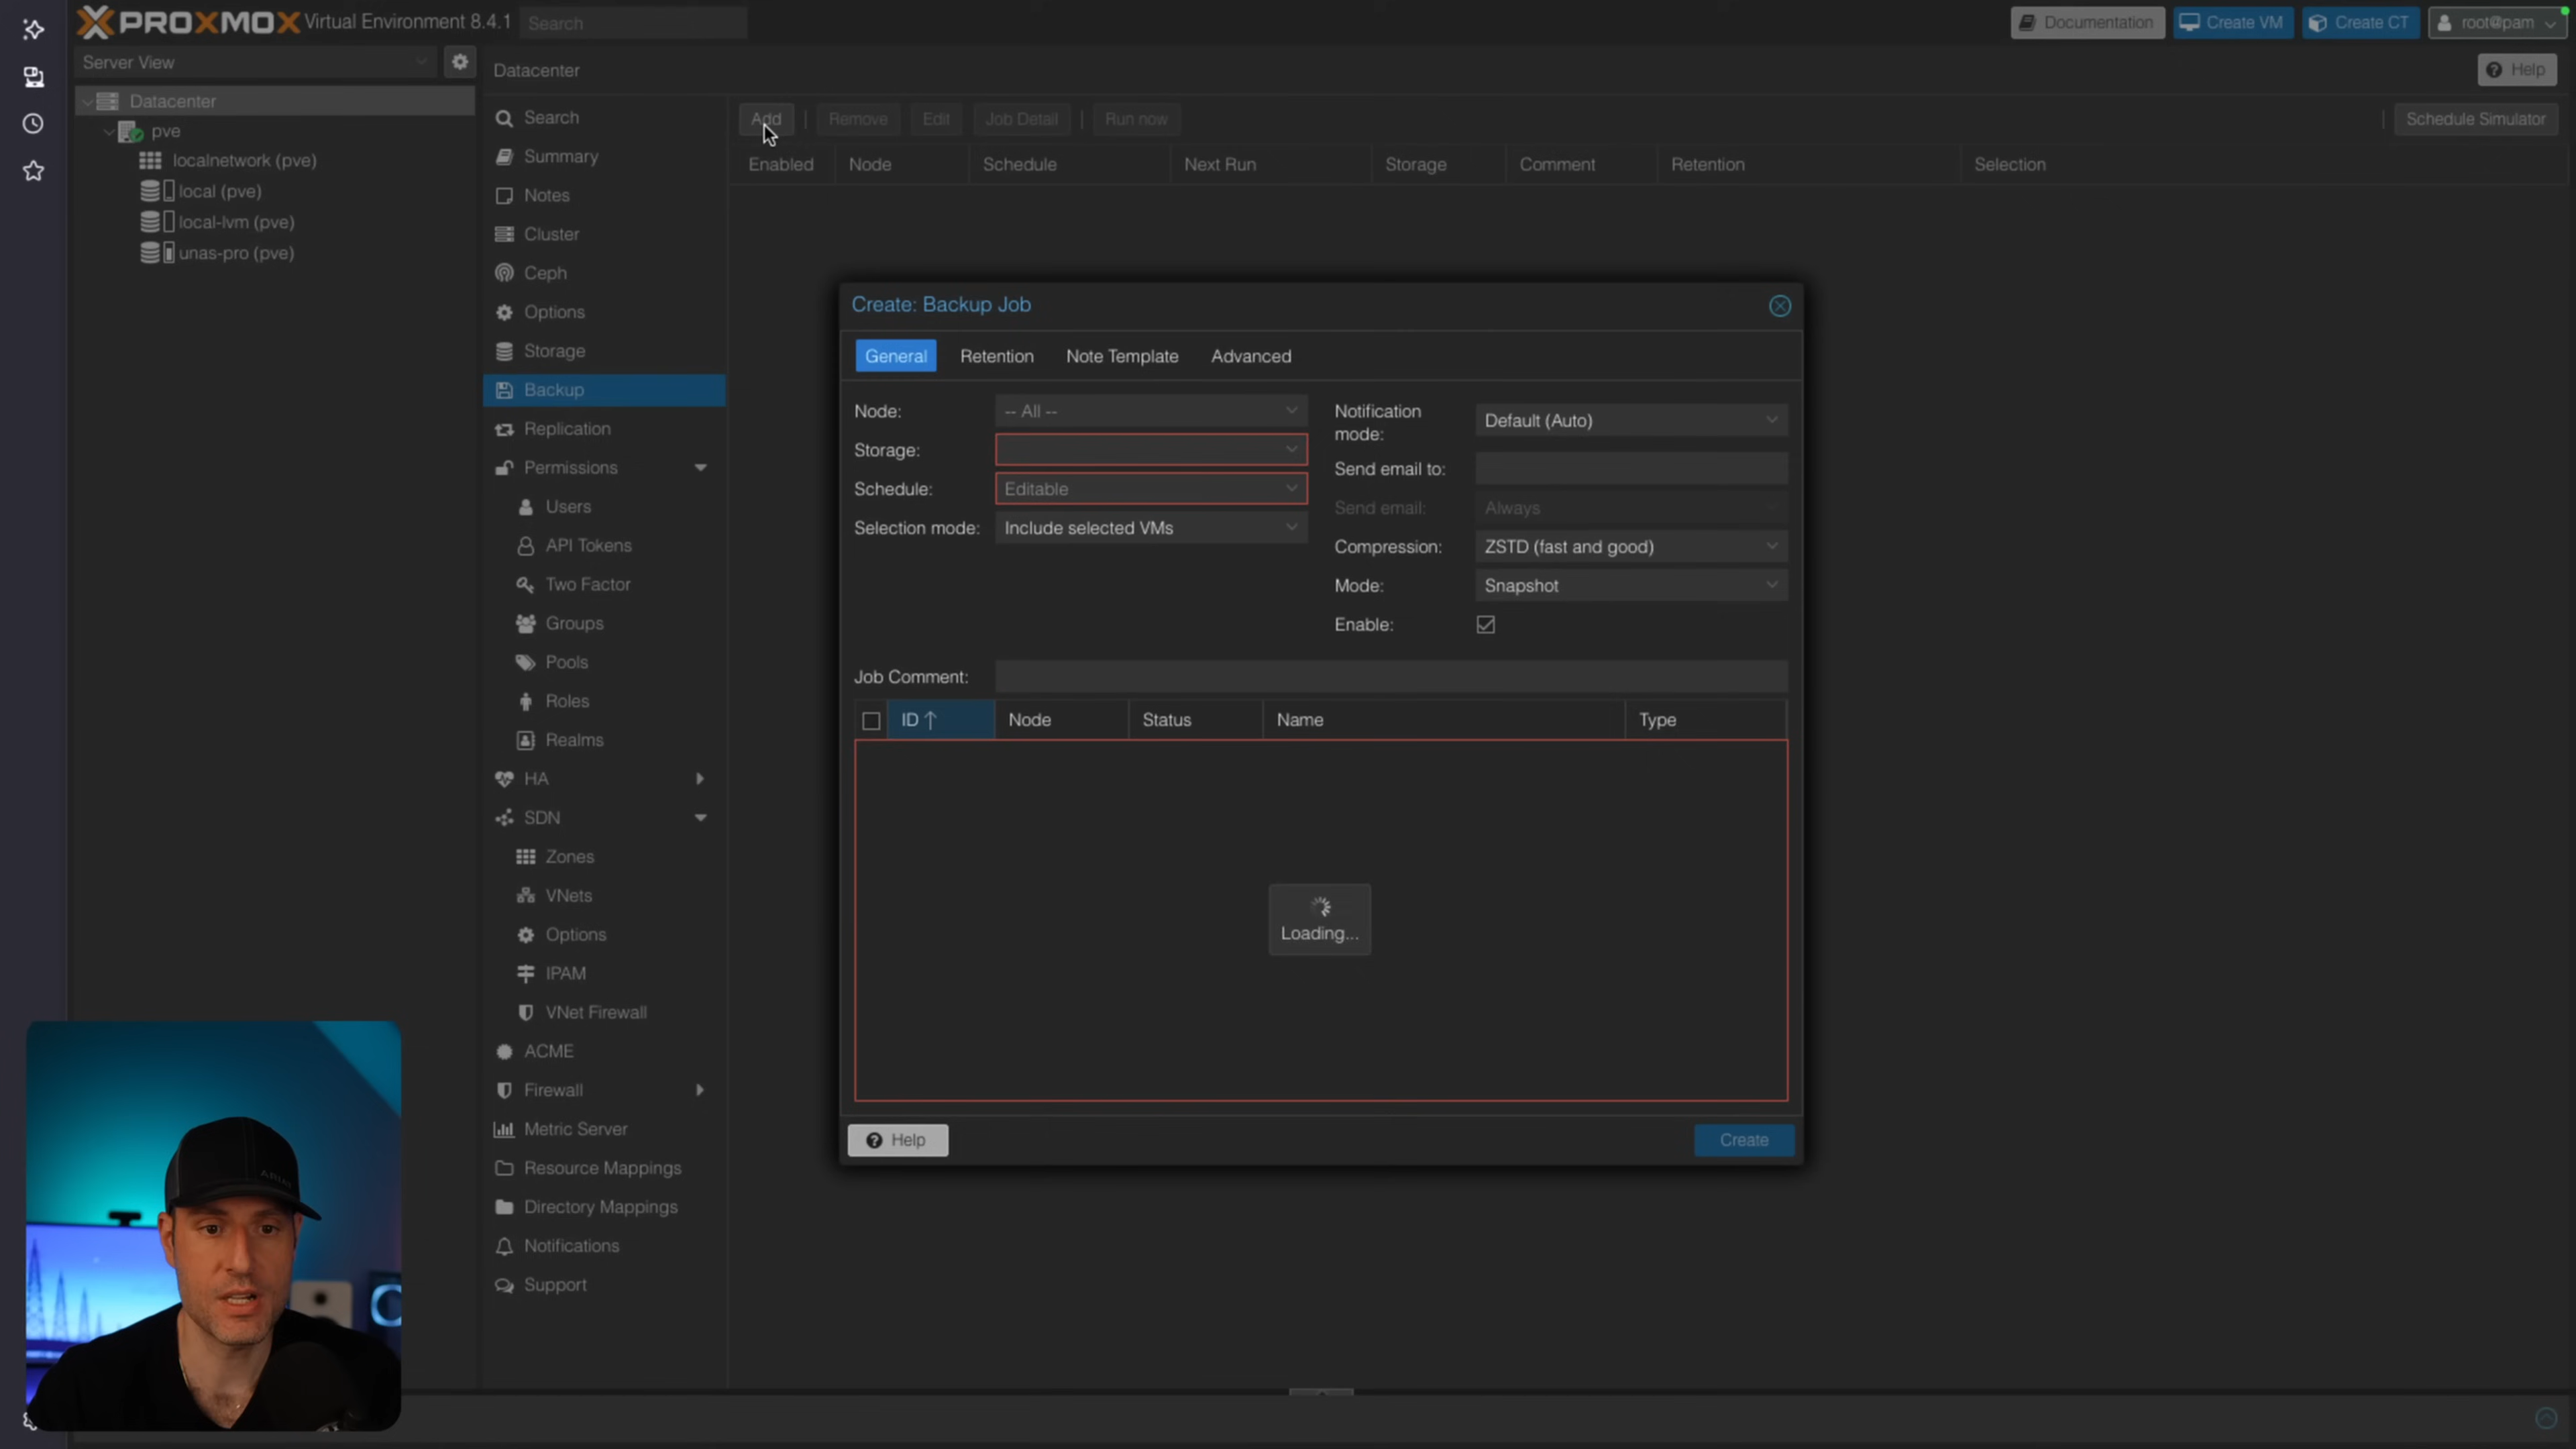 PROXMOX Virtual Environment 8.4.1
Search
Documentation
Create VM
Create CT
root@pam
Server View
Datacenter
pve
localnetwork (pve)
local (pve)
local-lvm (pve)
unas-pro (pve)
Datacenter
Help
Search
Summary
Notes
Cluster
Ceph
Options
Storage
Backup
Replication
Permissions
Users
API Tokens
Two Factor
Groups
Pools
Roles
Realms
HA
SDN
Zones
VNets
Options
IPAM
VNet Firewall
ACME
Firewall
Metric Server
Resource Mappings
Directory Mappings
Notifications
Support
Add
Remove
Edit
Job Detail
Run now
Schedule Simulator
Enabled
Node
Schedule
Next Run
Storage
Comment
Retention
Selection
Create: Backup Job
General
Retention
Note Template
Advanced
Node:
-- All --
Storage:
Schedule:
Editable
Selection mode:
Include selected VMs
Notification
mode:
Default (Auto)
Send email to:
Send email:
Always
Compression:
ZSTD (fast and good)
Mode:
Snapshot
Enable:
Job Comment:
ID
Node
Status
Name
Type
Loading...
Help
Create